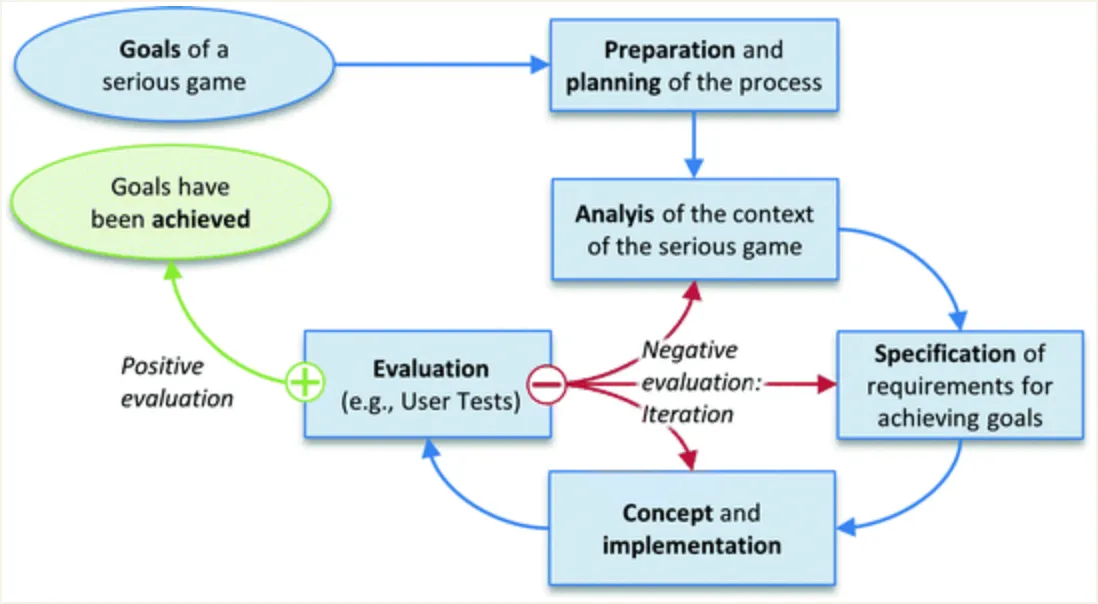 Goals of a
serious game
Preparation and
planning of the process
Goals have
been achieved
Analyis of the context
of the serious game
Positive
evaluation
Evaluation
(e.g., User Tests)
Negative
evaluation:
Iteration
Specification of
requirements for
achieving goals
Concept and
implementation